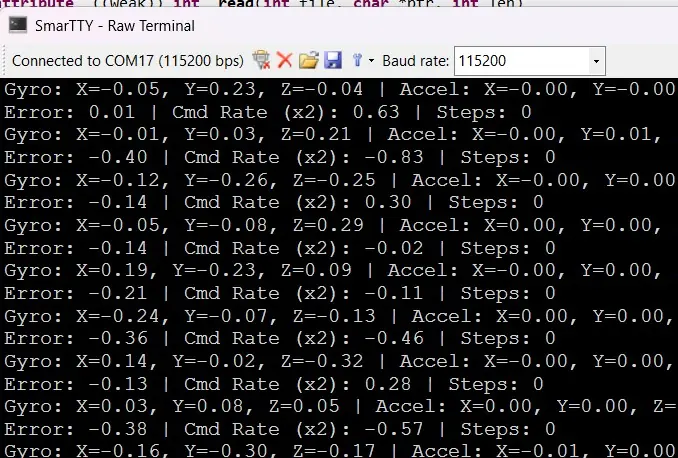 attribute ((weak)) int _read(int file, char *ptr, int len)
SmarTTY - Raw Terminal
Connected to COM17 (115200 bps) Baud rate: 115200
Gyro: X=-0.05, Y=0.23, Z=-0.04 | Accel: X=-0.00, Y=-0.00
Error: 0.01 | Cmd Rate (x2): 0.63 | Steps: 0
Gyro: X=-0.01, Y=0.03, Z=0.21 | Accel: X=-0.00, Y=0.01,
Error: -0.40 | Cmd Rate (x2): -0.83 | Steps: 0
Gyro: X=-0.12, Y=-0.26, Z=-0.25 | Accel: X=-0.00, Y=0.00
Error: -0.14 | Cmd Rate (x2): 0.30 | Steps: 0
Gyro: X=-0.05, Y=-0.08, Z=0.29 | Accel: X=0.00, Y=0.00,
Error: -0.14 | Cmd Rate (x2): -0.02 | Steps: 0
Gyro: X=0.19, Y=-0.23, Z=0.09 | Accel: X=-0.00, Y=0.00,
Error: -0.21 | Cmd Rate (x2): -0.11 | Steps: 0
Gyro: X=-0.24, Y=-0.07, Z=-0.13 | Accel: X=0.00, Y=0.00,
Error: -0.36 | Cmd Rate (x2): -0.46 | Steps: 0
Gyro: X=0.14, Y=-0.02, Z=-0.32 | Accel: X=-0.00, Y=0.00,
Error: -0.13 | Cmd Rate (x2): 0.28 | Steps: 0
Gyro: X=0.03, Y=0.08, Z=0.05 | Accel: X=0.00, Y=0.00, Z=
Error: -0.38 | Cmd Rate (x2): -0.57 | Steps: 0
Gyro: X=-0.16, Y=-0.30, Z=-0.17 | Accel: X=-0.01, Y=0.00